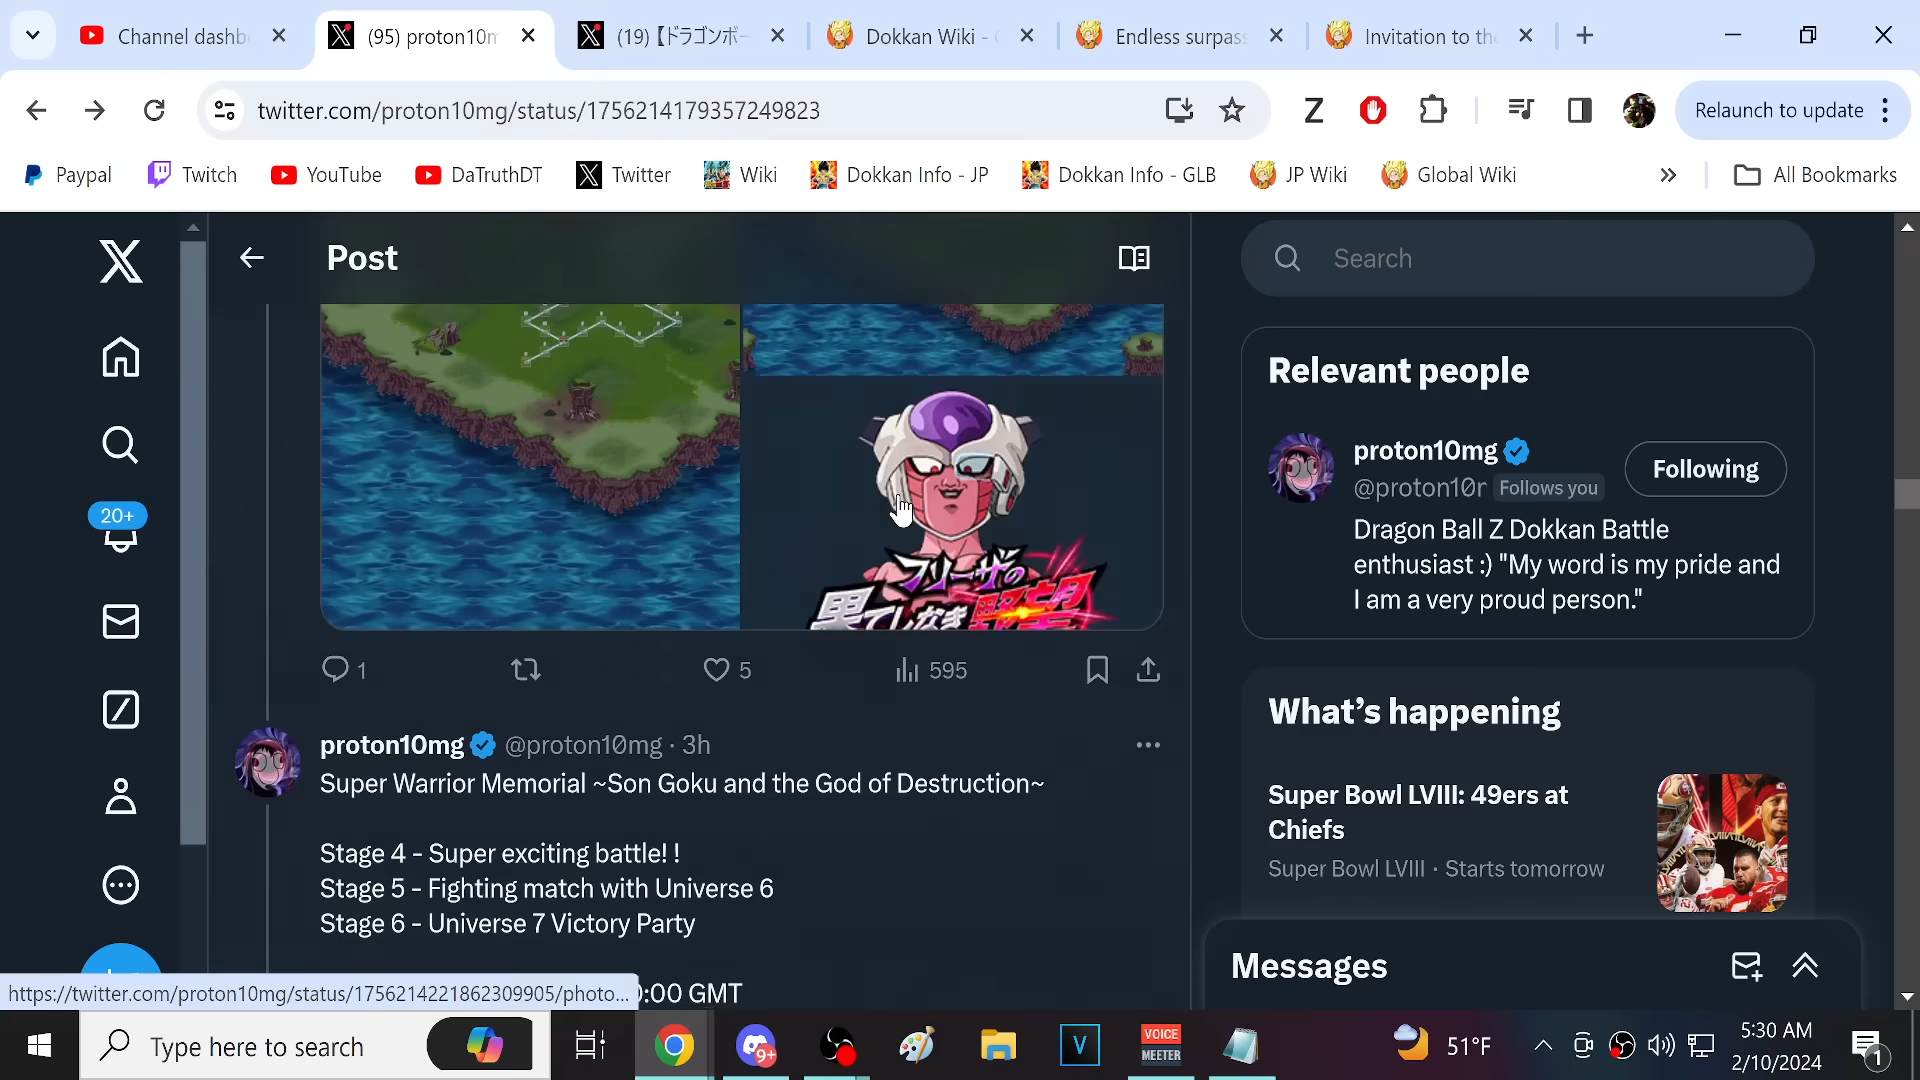 Channel dashb
(95) proton10m
(19) 【ドラゴンボー
Dokkan Wiki -
Endless surpass
Invitation to the
twitter.com/proton10mg/status/1756214179357249823
Z
Relaunch to update
Paypal
Twitch
YouTube
DaTruthDT
Twitter
Wiki
Dokkan Info - JP
Dokkan Info - GLB
JP Wiki
Global Wiki
»
All Bookmarks
Post
Search
フリーザの
果てしなき野望
1
5
595
Relevant people
proton10mg
@proton10r Follows you
Following
Dragon Ball Z Dokkan Battle
enthusiast :) "My word is my pride and
I am a very proud person."
20+
proton10mg @proton10mg · 3h
Super Warrior Memorial ~Son Goku and the God of Destruction~
Stage 4 - Super exciting battle! !
Stage 5 - Fighting match with Universe 6
Stage 6 - Universe 7 Victory Party
0:00 GMT
What's happening
Super Bowl LVIII: 49ers at
Chiefs
Super Bowl LVIII · Starts tomorrow
Messages
https://twitter.com/proton10mg/status/1756214221862309905/photo...
Type here to search
9+
V
VOICE
MEETER
51°F
5:30 AM
2/10/2024
1